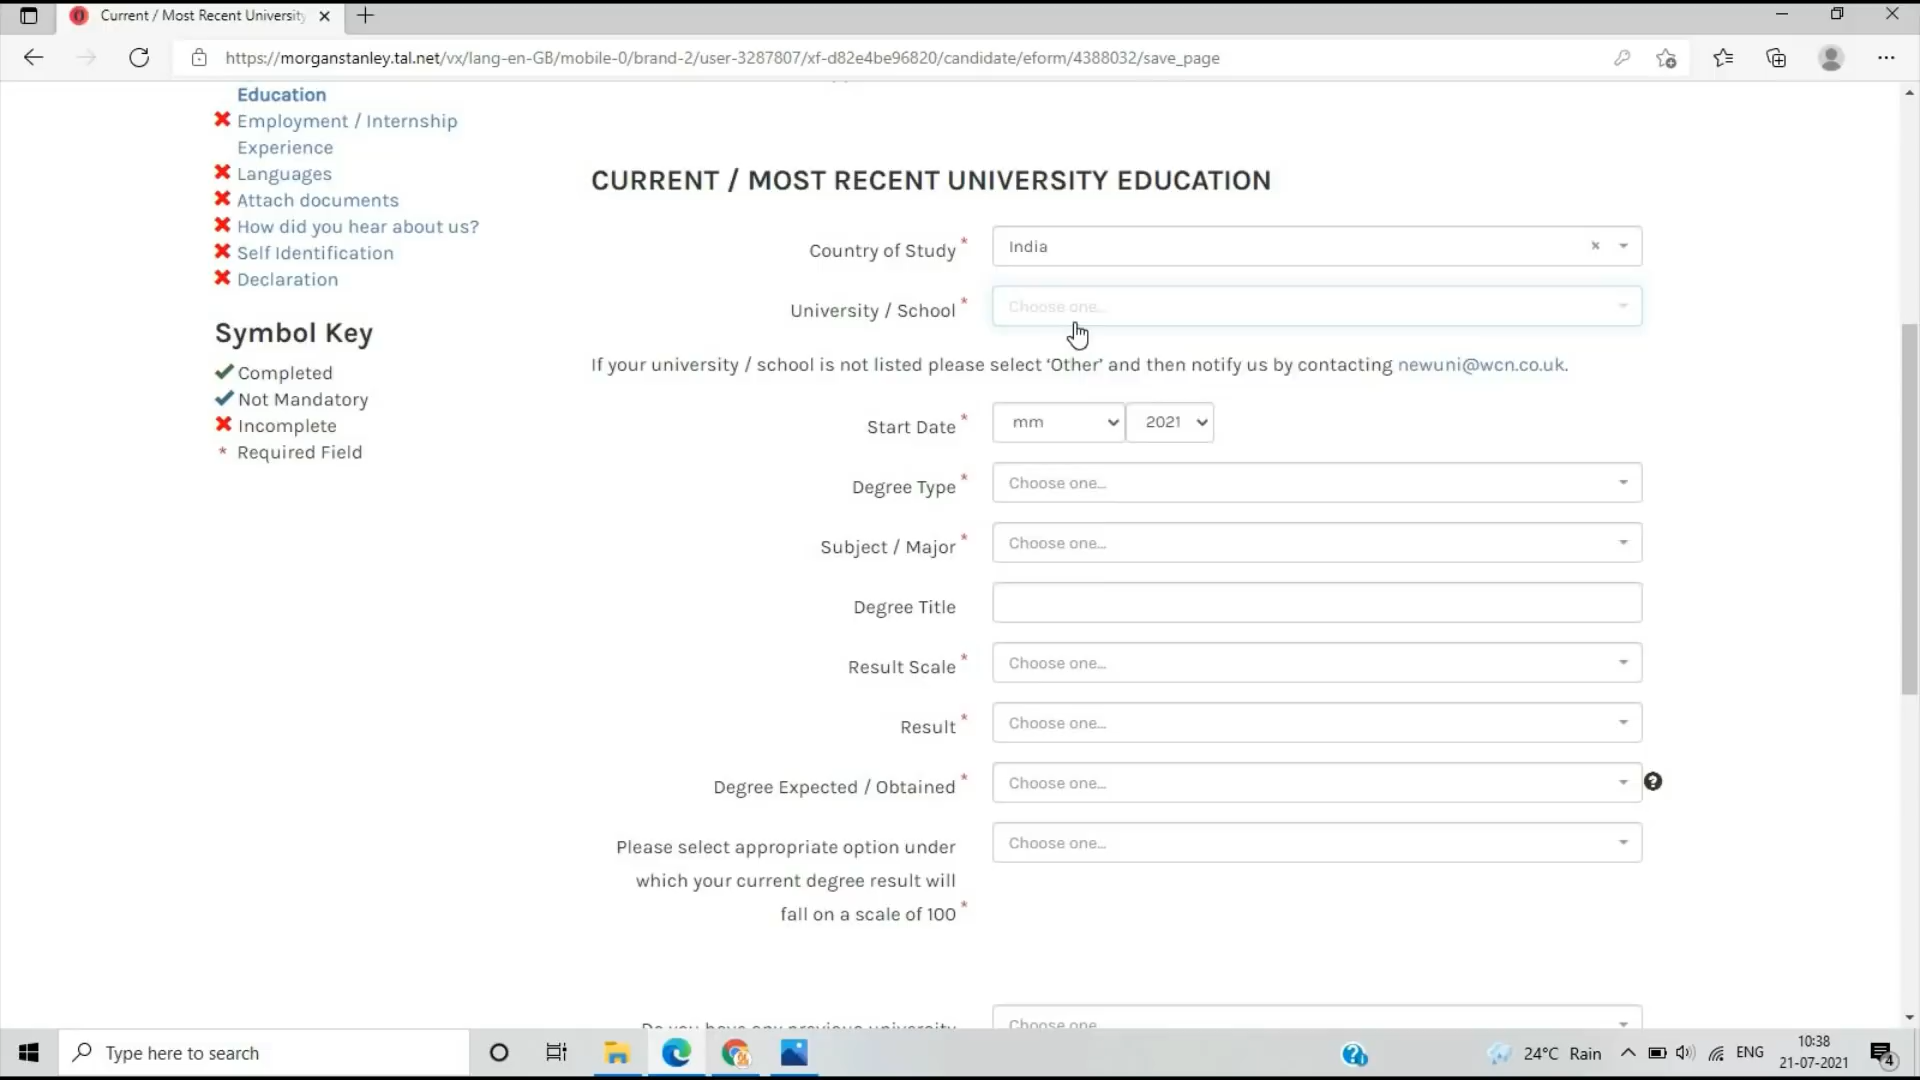 Current / Most Recent University
https://morganstanley.tal.net/vx/lang-en-GB/mobile-0/brand-2/user-3287807/xf-d82e4be96820/candidate/eform/4388032/save_page
Education
Employment / Internship
Experience
Languages
Attach documents
How did you hear about us?
Self Identification
Declaration
Symbol Key
Completed
Not Mandatory
Incomplete
* Required Field
CURRENT / MOST RECENT UNIVERSITY EDUCATION
Country of Study * India
University / School * Choose one...
If your university / school is not listed please select ‘Other’ and then notify us by contacting newuni@wcn.co.uk.
Start Date * mm 2021
Degree Type * Choose one...
Subject / Major * Choose one...
Degree Title
Result Scale * Choose one...
Result * Choose one...
Degree Expected / Obtained * Choose one...
Please select appropriate option under Choose one...
which your current degree result will
fall on a scale of 100 *
Do you have any previous university Choose one
Type here to search
24°C Rain
ENG
10:38
21-07-2021
4